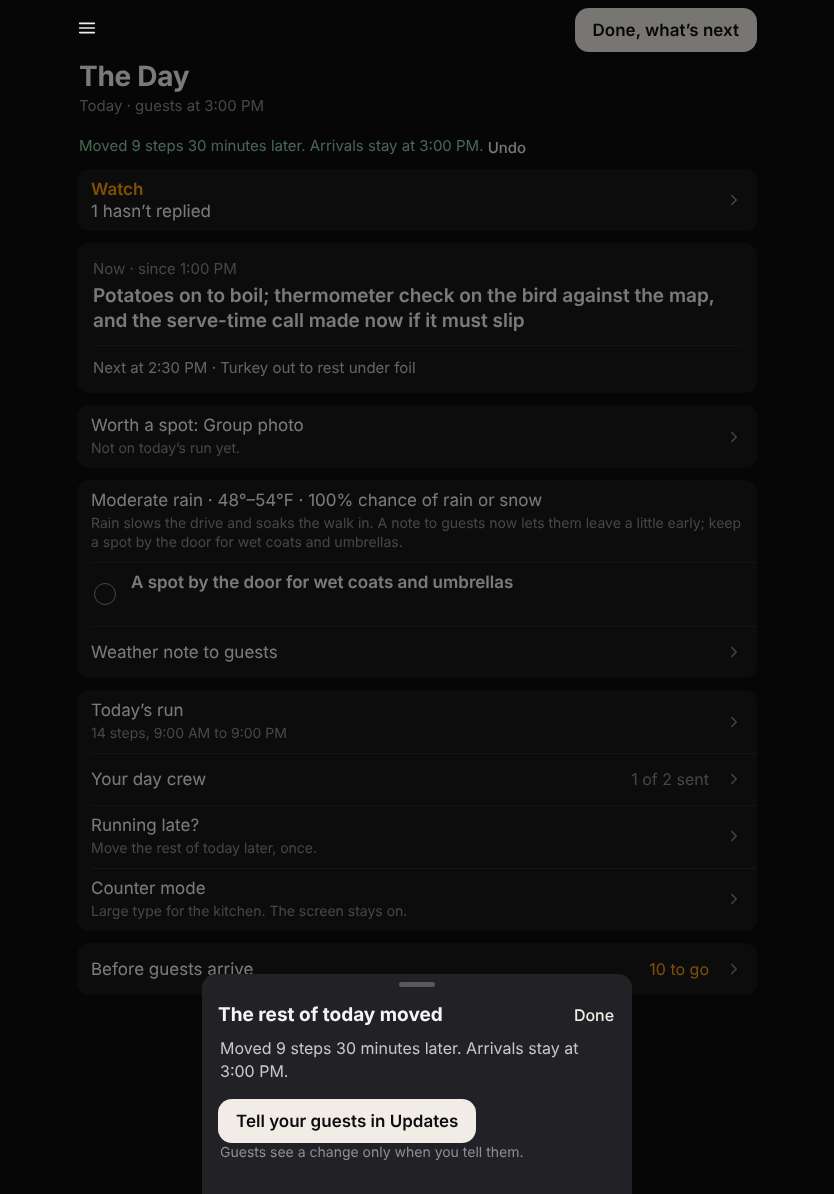 Done, what’s next
The Day
Today · guests at 3:00 PM
Moved 9 steps 30 minutes later. Arrivals stay at 3:00 PM. Undo
Watch
1 hasn’t replied
Now · since 1:00 PM
Potatoes on to boil; thermometer check on the bird against the map,
and the serve-time call made now if it must slip
Next at 2:30 PM · Turkey out to rest under foil
Worth a spot: Group photo
Not on today’s run yet.
Moderate rain · 48°–54°F · 100% chance of rain or snow
Rain slows the drive and soaks the walk in. A note to guests now lets them leave a little early; keep
a spot by the door for wet coats and umbrellas.
A spot by the door for wet coats and umbrellas
Weather note to guests
Today’s run
14 steps, 9:00 AM to 9:00 PM
Your day crew 1 of 2 sent
Running late?
Move the rest of today later, once.
Counter mode
Large type for the kitchen. The screen stays on.
Before guests arrive 10 to go
The rest of today moved Done
Moved 9 steps 30 minutes later. Arrivals stay at
3:00 PM.
Tell your guests in Updates
Guests see a change only when you tell them.